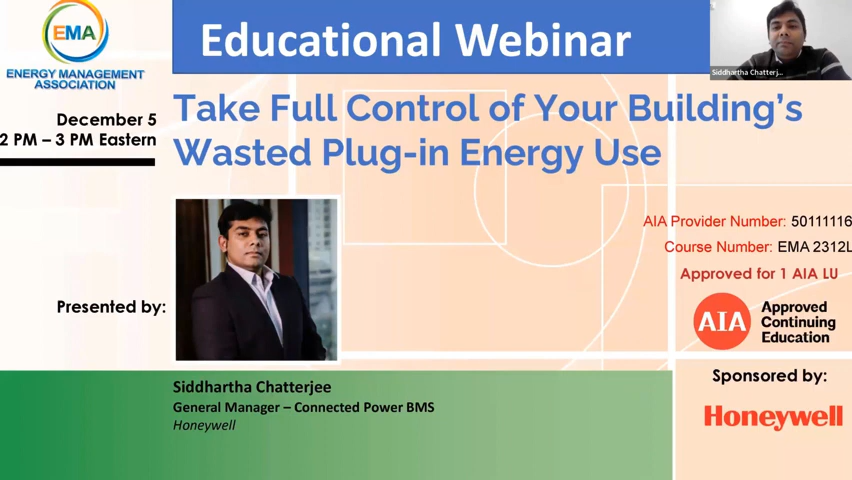 EMA
ENERGY MANAGEMENT
ASSOCIATION
Educational Webinar
Siddhartha Chatterj...
December 5
2 PM – 3 PM Eastern
Take Full Control of Your Building's
Wasted Plug-in Energy Use
AIA Provider Number: 50111116
Course Number: EMA 2312L
Approved for 1 AIA LU
AIA
Approved
Continuing
Education
Presented by:
Siddhartha Chatterjee
General Manager – Connected Power BMS
Honeywell
Sponsored by:
Honeywell